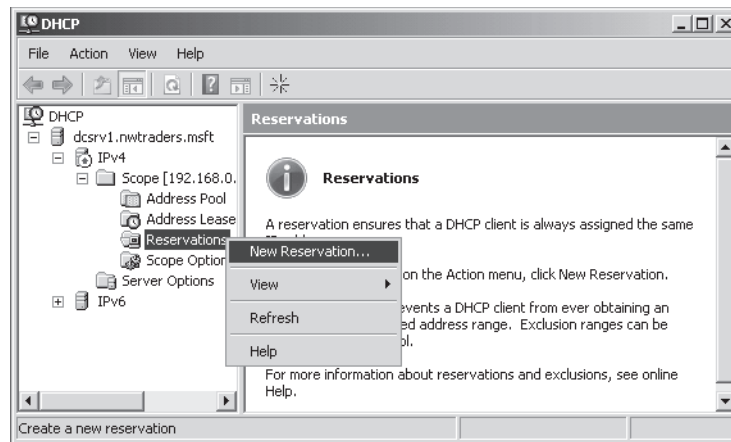 DHCP
File Action View Help
DHCP
dcsrv1.nwtraders.msft
IPv4
Scope [192.168.0.
Address Pool
Address Lease
Reservations
Scope Option
Server Options
IPv6
New Reservation...
View
Refresh
Help
Reservations
Reservations
A reservation ensures that a DHCP client is always assigned the same
on the Action menu, click New Reservation.
events a DHCP client from ever obtaining an
ed address range. Exclusion ranges can be
ol.
For more information about reservations and exclusions, see online
Help.
Create a new reservation